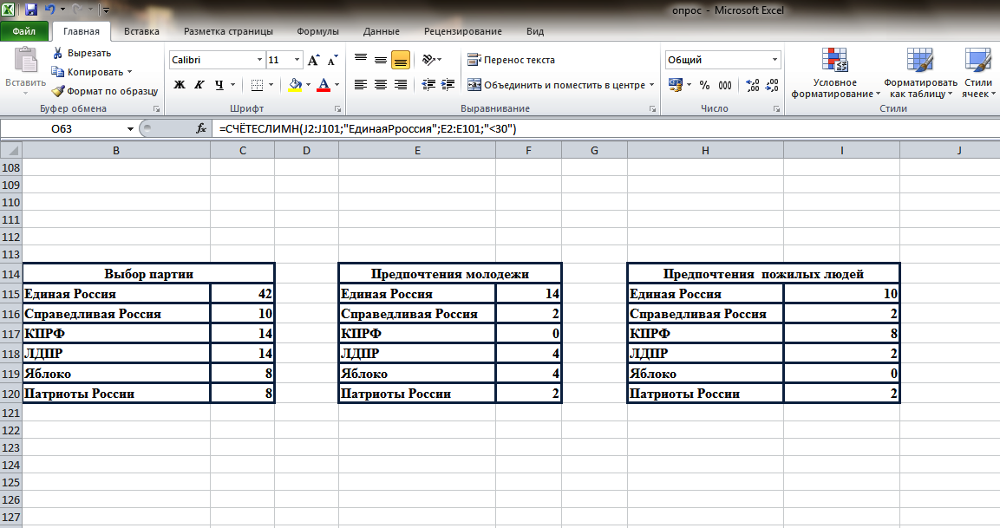 опрос - Microsoft Excel
Файл Главная Вставка Разметка страницы Формулы Данные Рецензирование Вид
Вставить
Вырезать
Копировать
Формат по образцу
Буфер обмена
Calibri 11
Ж К Ч
Шрифт
Перенос текста
Объединить и поместить в центре
Выравнивание
Общий
% 000
Число
Условное форматирование
Форматировать как таблицу
Стили ячеек
Стили
O63 fx =СЧЁТЕСЛИМН(J2:J101;"ЕдинаяРроссия";E2:E101;"<30")
B C D E F G H I J
108
109
110
111
112
113
114 Выбор партии Предпочтения молодежи Предпочтения пожилых людей
115 Единая Россия 42 Единая Россия 14 Единая Россия 10
116 Справедливая Россия 10 Справедливая Россия 2 Справедливая Россия 2
117 КПРФ 14 КПРФ 0 КПРФ 8
118 ЛДПР 14 ЛДПР 4 ЛДПР 2
119 Яблоко 8 Яблоко 4 Яблоко 0
120 Патриоты России 8 Патриоты России 2 Патриоты России 2
121
122
123
124
125
126
127